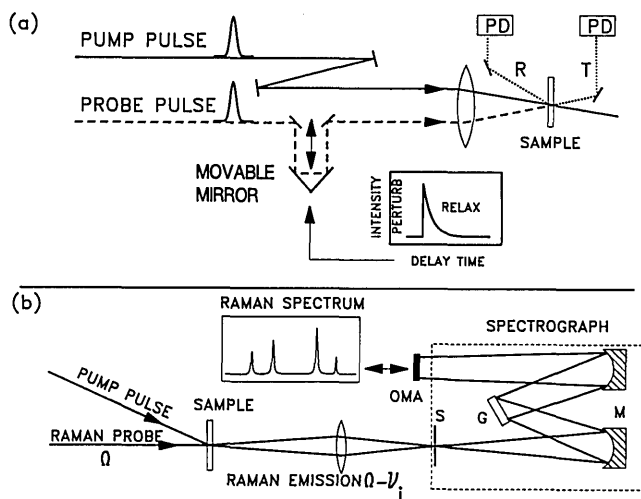 (a)
PUMP PULSE
PROBE PULSE
MOVABLE
MIRROR
PD
PD
R
T
SAMPLE
INTENSITY
PERTURB
RELAX
DELAY TIME
(b)
RAMAN SPECTRUM
SPECTROGRAPH
OMA
PUMP PULSE
SAMPLE
S
G
M
RAMAN PROBE
Ω
RAMAN EMISSION Ω-νi